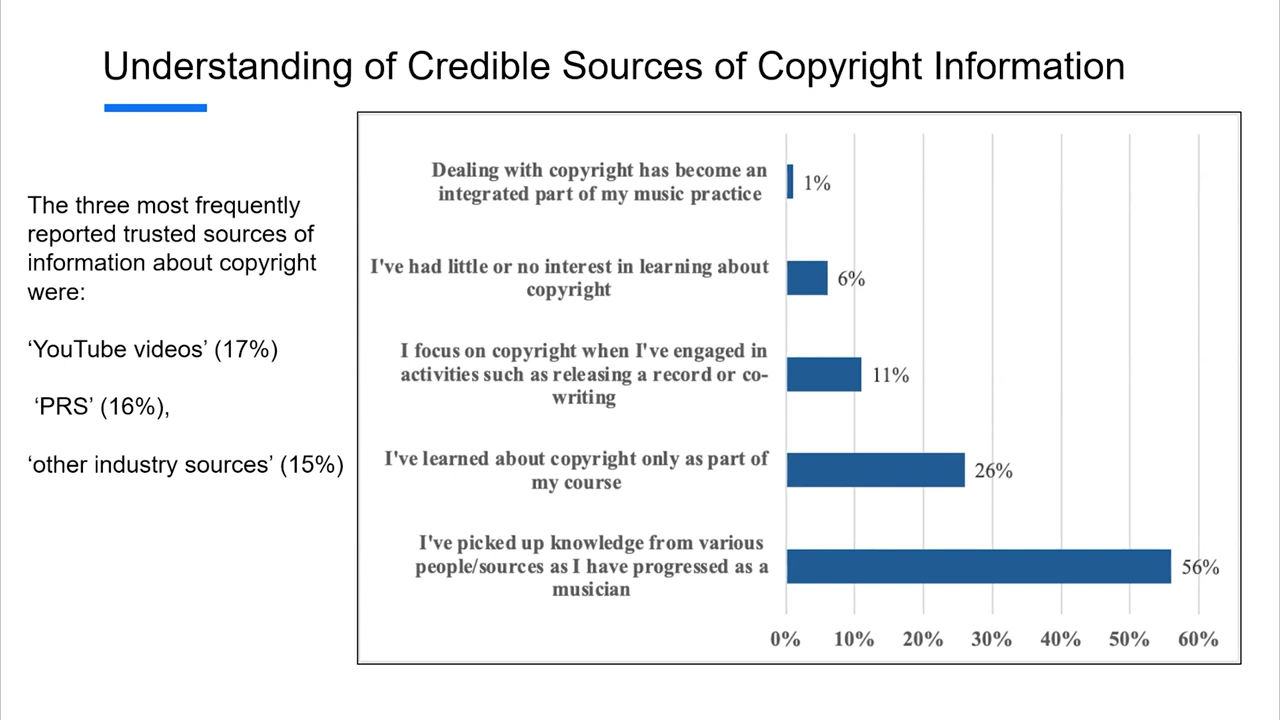 Understanding of Credible Sources of Copyright Information
The three most frequently
reported trusted sources of
information about copyright
were:
‘YouTube videos’ (17%)
‘PRS’ (16%),
‘other industry sources’ (15%)
Dealing with copyright has become an
integrated part of my music practice
1%
I've had little or no interest in learning about
copyright
6%
I focus on copyright when I've engaged in
activities such as releasing a record or co-
writing
11%
I've learned about copyright only as part of
my course
26%
I've picked up knowledge from various
people/sources as I have progressed as a
musician
56%
0% 10% 20% 30% 40% 50% 60%